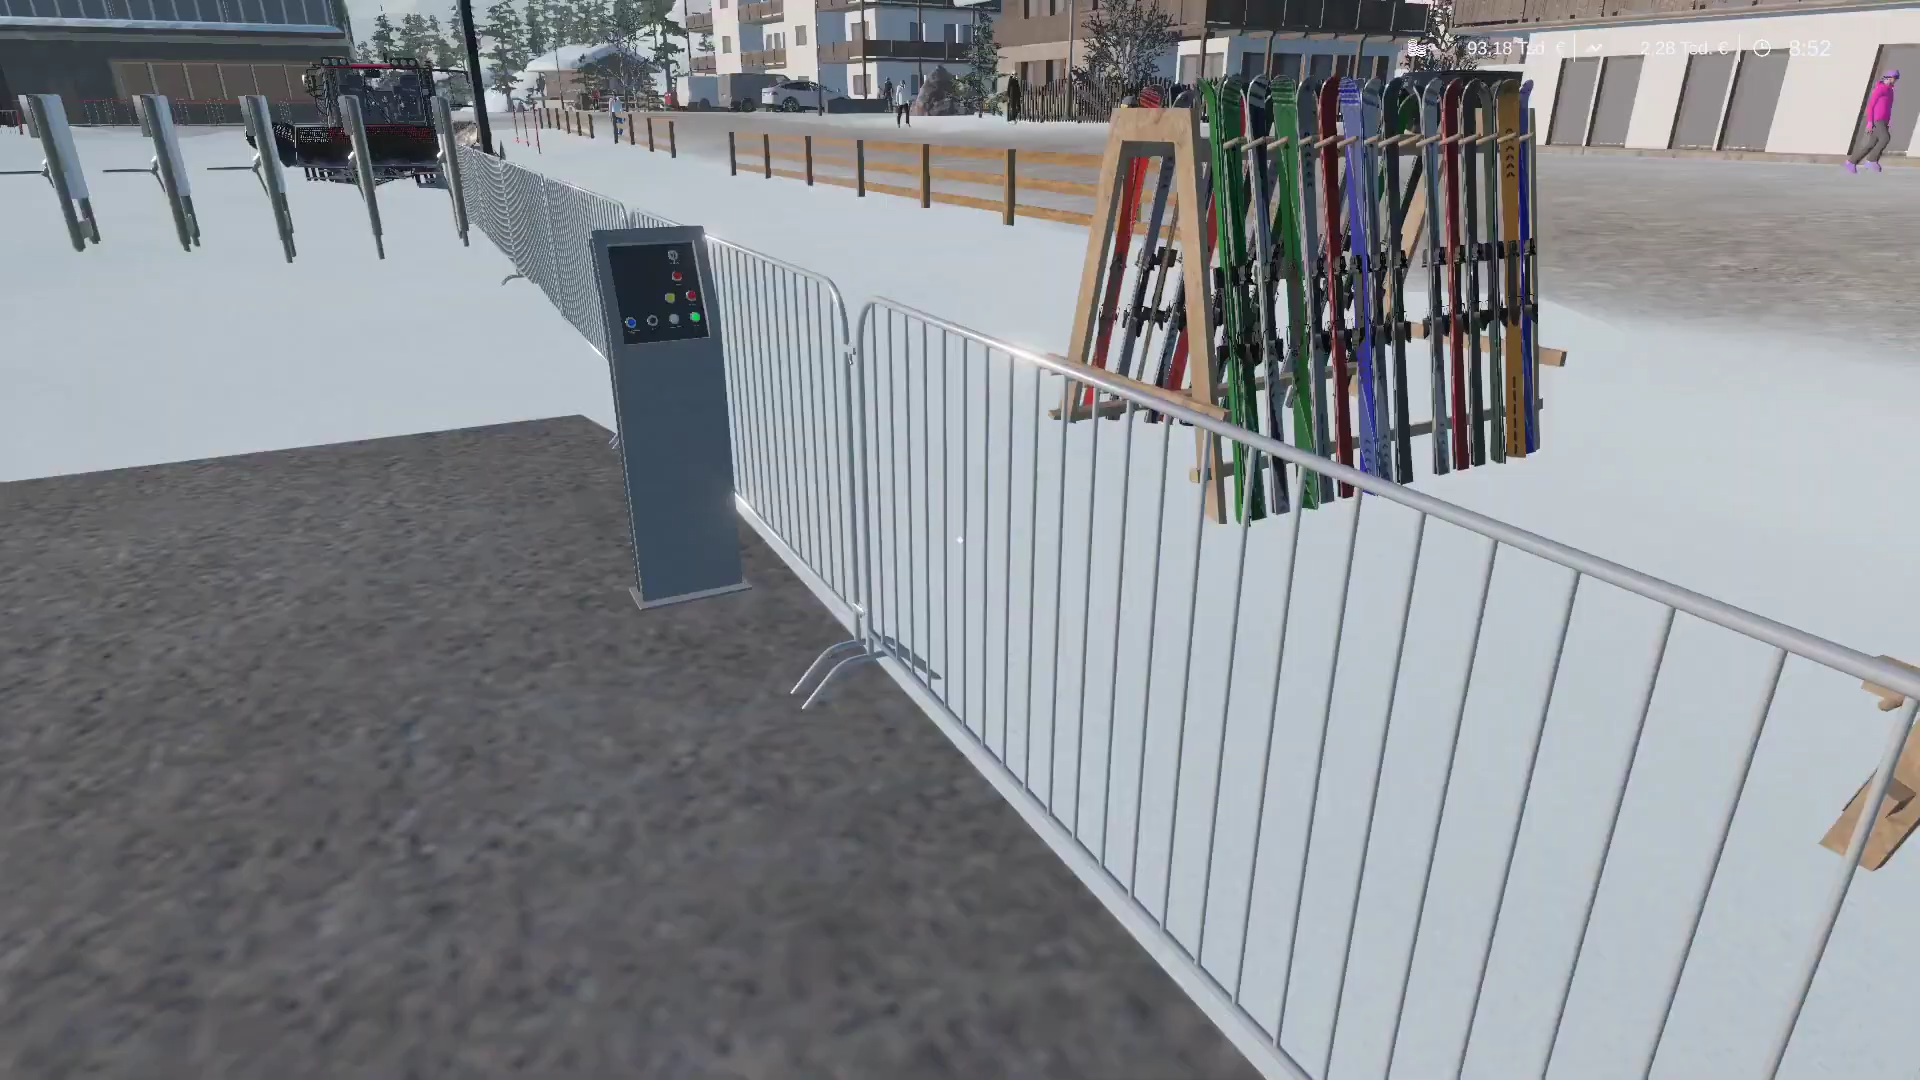 93,18 Tsd. € 2,28 Tsd. € 8:52